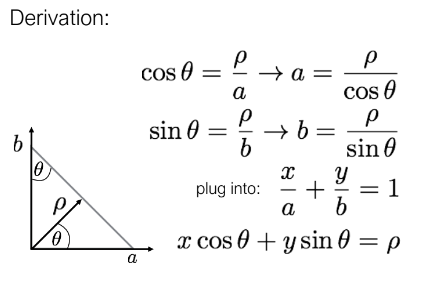 Derivation:
cos θ = ρ/a → a = ρ/cos θ
sin θ = ρ/b → b = ρ/sin θ
plug into: x/a + y/b = 1
x cos θ + y sin θ = ρ
b
θ
ρ
θ
a